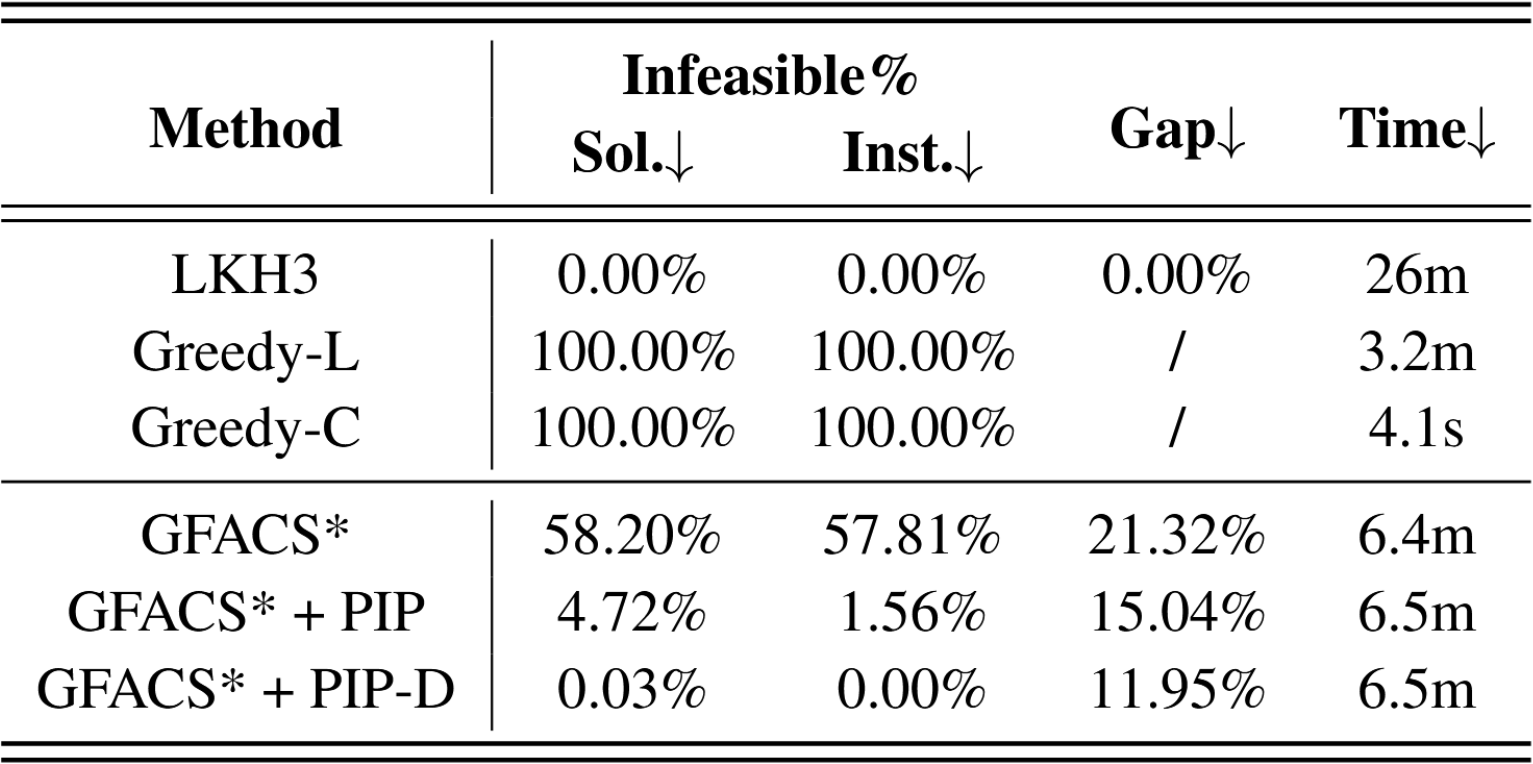 Method Infeasible% Gap↓ Time↓
Sol.↓ Inst.↓
LKH3 0.00% 0.00% 0.00% 26m
Greedy-L 100.00% 100.00% / 3.2m
Greedy-C 100.00% 100.00% / 4.1s
GFACS* 58.20% 57.81% 21.32% 6.4m
GFACS* + PIP 4.72% 1.56% 15.04% 6.5m
GFACS* + PIP-D 0.03% 0.00% 11.95% 6.5m